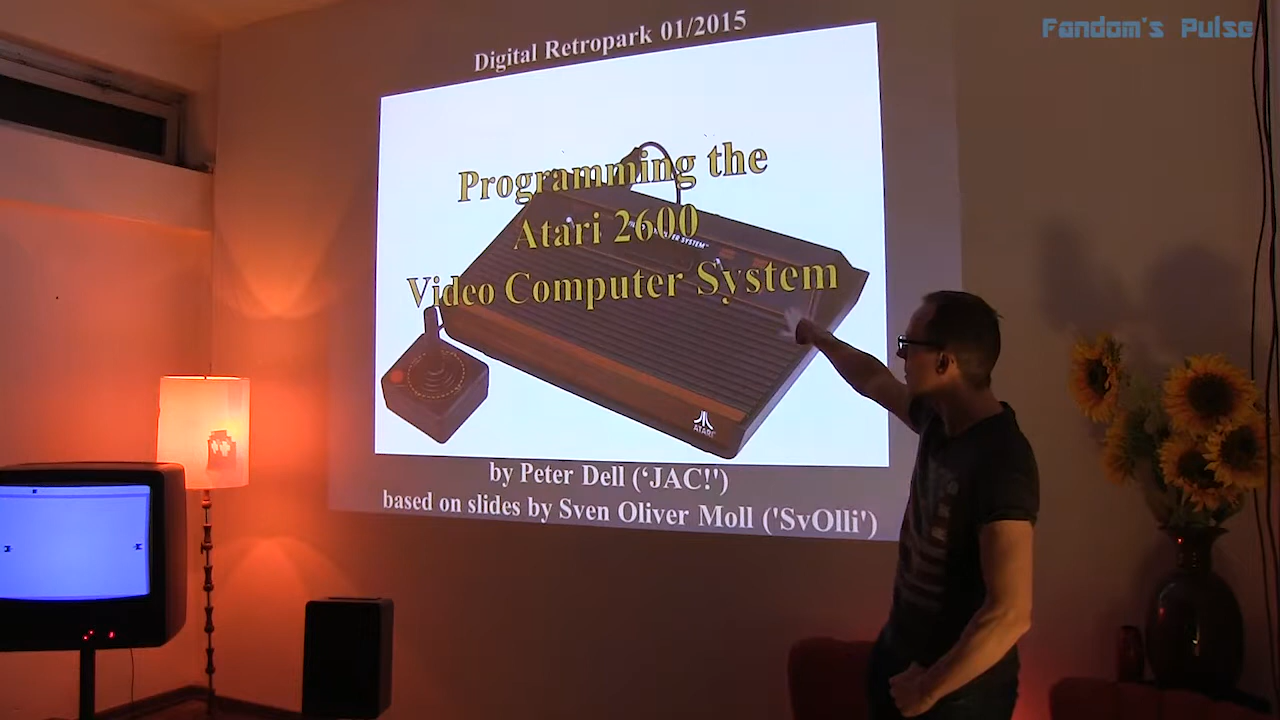 Fandom's Pulse
Digital Retropark 01/2015
Programming the
Atari 2600
Video Computer System
ATARI
by Peter Dell ('JAC!')
based on slides by Sven Oliver Moll ('SvOlli')